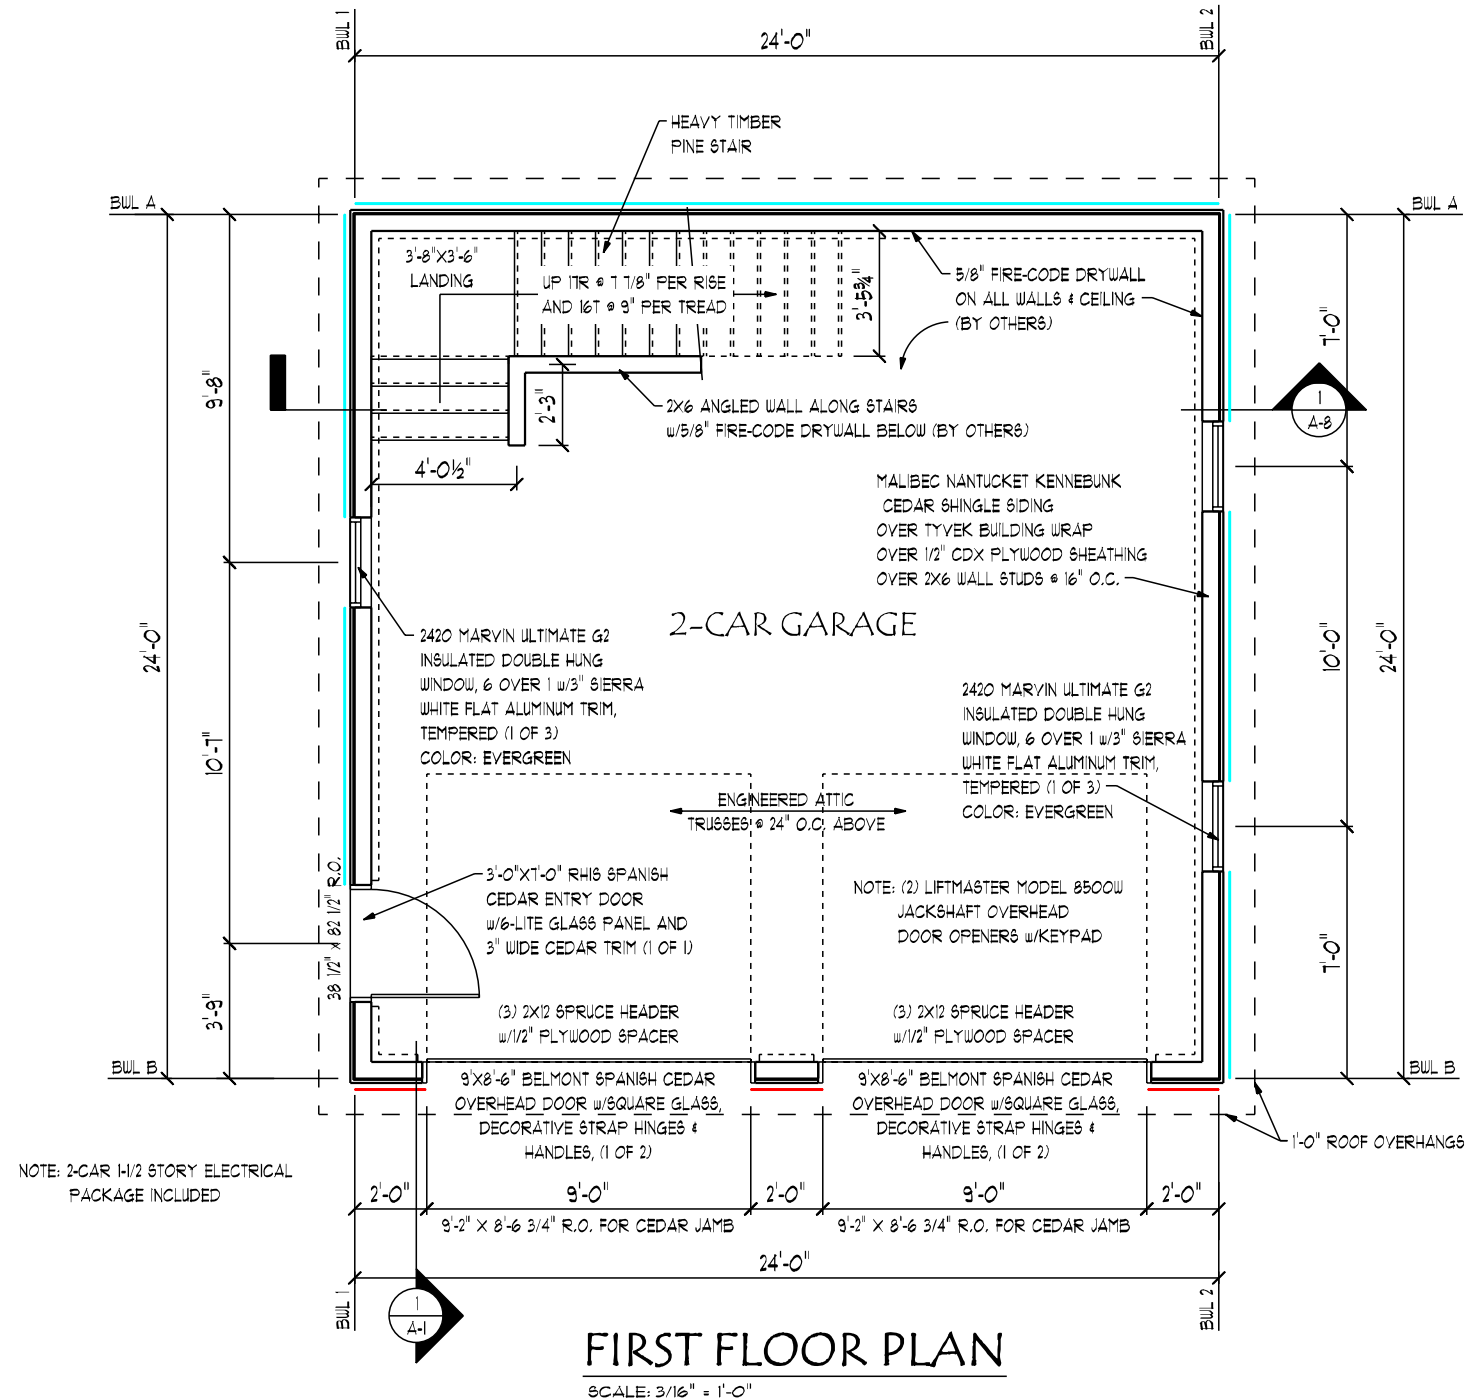 BWL 1
BWL 2
24'-0"
HEAVY TIMBER
PINE STAIR
BWL A
BWL A
3'-8"X3'-6"
LANDING
UP 17R @ 7 7/8" PER RISE
AND 16T @ 9" PER TREAD
3'-5¾"
5/8" FIRE-CODE DRYWALL
ON ALL WALLS & CEILING
(BY OTHERS)
7'-0"
9'-8"
2'-3"
2X6 ANGLED WALL ALONG STAIRS
w/5/8" FIRE-CODE DRYWALL BELOW (BY OTHERS)
1
A-8
4'-0½"
MALIBEC NANTUCKET KENNEBUNK
CEDAR SHINGLE SIDING
OVER TYVEK BUILDING WRAP
OVER 1/2" CDX PLYWOOD SHEATHING
OVER 2X6 WALL STUDS @ 16" O.C.
2-CAR GARAGE
24'-0"
10'-0"
24'-0"
2420 MARVIN ULTIMATE G2
INSULATED DOUBLE HUNG
WINDOW, 6 OVER 1 w/3" SIERRA
WHITE FLAT ALUMINUM TRIM,
TEMPERED (1 OF 3)
COLOR: EVERGREEN
2420 MARVIN ULTIMATE G2
INSULATED DOUBLE HUNG
WINDOW, 6 OVER 1 w/3" SIERRA
WHITE FLAT ALUMINUM TRIM,
TEMPERED (1 OF 3)
COLOR: EVERGREEN
10'-7"
ENGINEERED ATTIC
TRUSSES @ 24" O.C. ABOVE
38 1/2" X 82 1/2" R.O.
3'-0"X7'-0" RHIS SPANISH
CEDAR ENTRY DOOR
w/6-LITE GLASS PANEL AND
3" WIDE CEDAR TRIM (1 OF 1)
NOTE: (2) LIFTMASTER MODEL 8500W
JACKSHAFT OVERHEAD
DOOR OPENERS w/KEYPAD
7'-0"
3'-9"
(3) 2X12 SPRUCE HEADER
w/1/2" PLYWOOD SPACER
(3) 2X12 SPRUCE HEADER
w/1/2" PLYWOOD SPACER
BWL B
BWL B
9'X8'-6" BELMONT SPANISH CEDAR
OVERHEAD DOOR w/SQUARE GLASS,
DECORATIVE STRAP HINGES &
HANDLES, (1 OF 2)
9'X8'-6" BELMONT SPANISH CEDAR
OVERHEAD DOOR w/SQUARE GLASS,
DECORATIVE STRAP HINGES &
HANDLES, (1 OF 2)
1'-0" ROOF OVERHANGS
NOTE: 2-CAR 1-1/2 STORY ELECTRICAL
PACKAGE INCLUDED
2'-0"
9'-0"
2'-0"
9'-0"
2'-0"
9'-2" X 8'-6 3/4" R.O. FOR CEDAR JAMB
9'-2" X 8'-6 3/4" R.O. FOR CEDAR JAMB
24'-0"
BWL 1
BWL 2
1
A-1
FIRST FLOOR PLAN
SCALE: 3/16" = 1'-0"